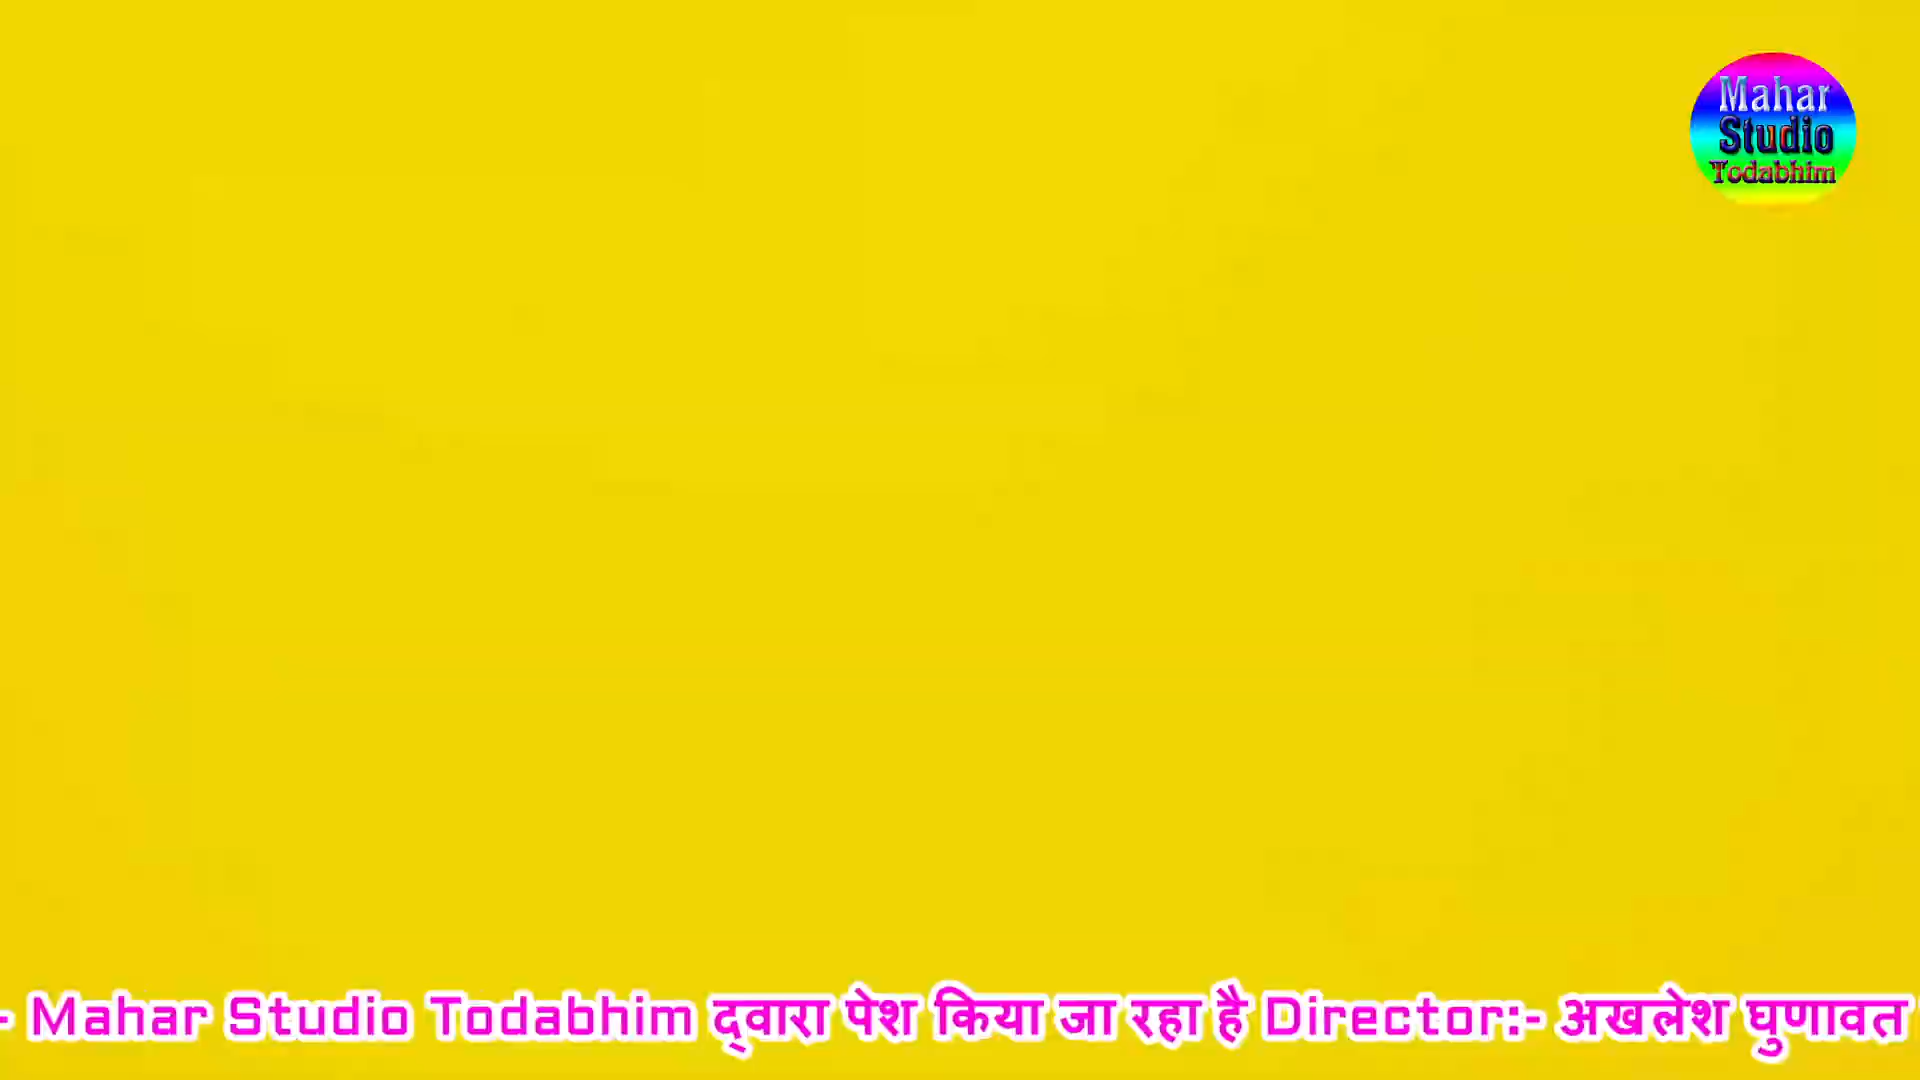 Mahar
Studio
Todabhim
- Mahar Studio Todabhim द्वारा पेश किया जा रहा है Director:- अखलेश घुणावत